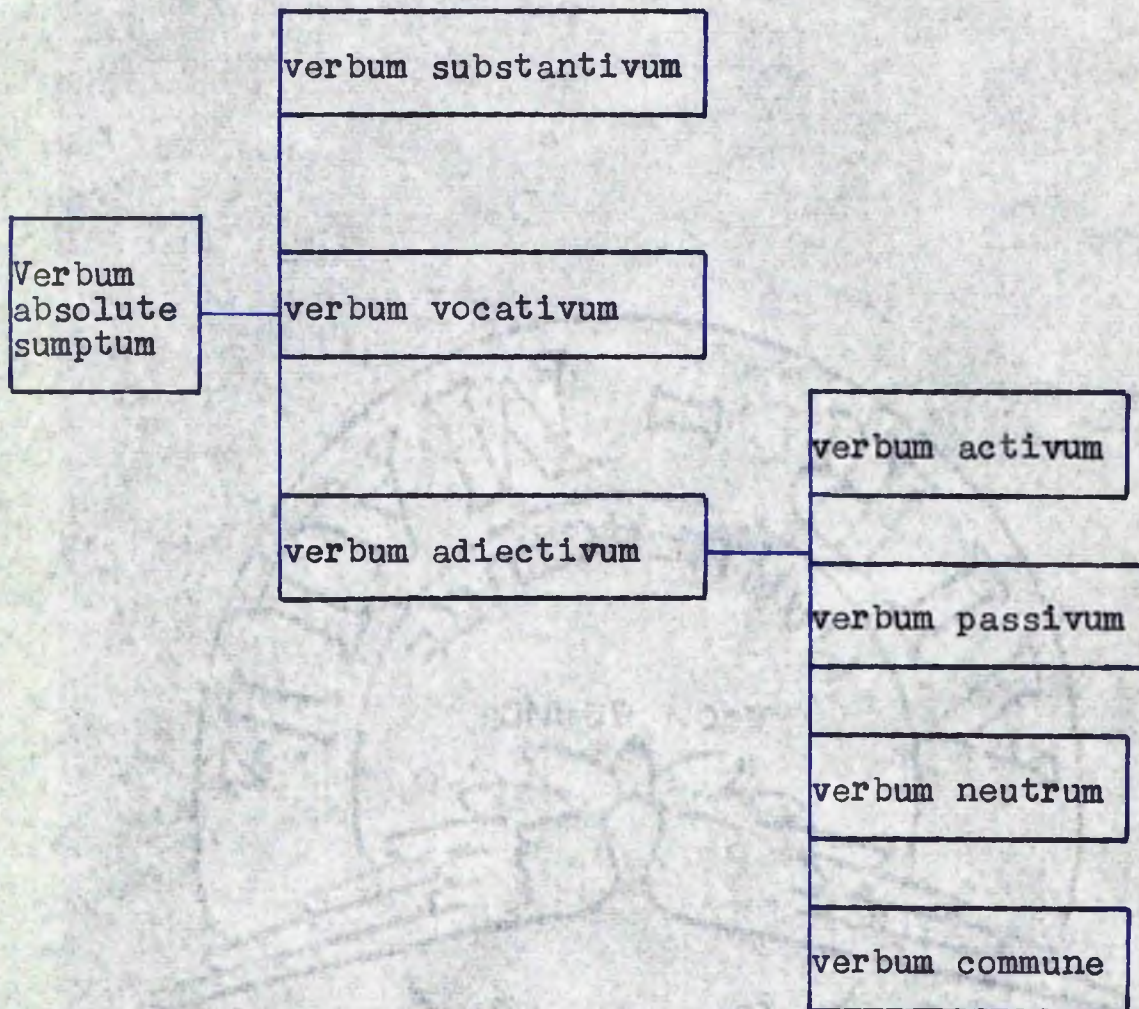 verbum substantivum
Verbum
absolute
sumptum
verbum vocativum
verbum adiectivum
verbum activum
verbum passivum
verbum neutrum
verbum commune